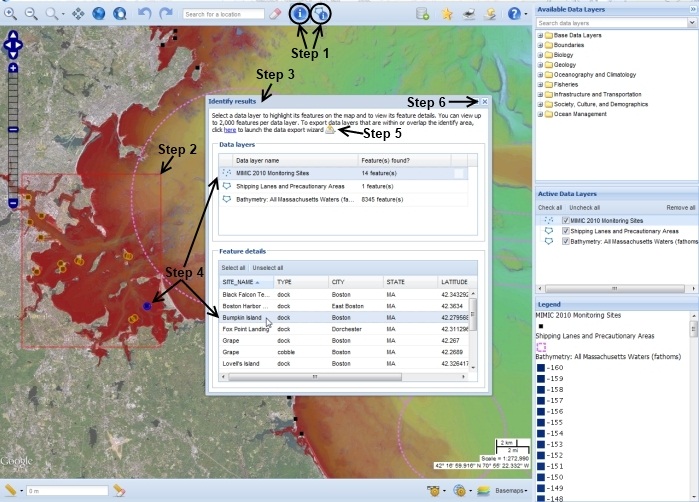 Search for a location
Step 1
Step 3
Step 6
Identify results
Select a data layer to highlight its features on the map and to view its feature details. You can view up
to 2,000 features per data layer. To export data layers that are within or overlap the identify area,
click here to launch the data export wizard
Step 5
Data layers
Data layer name Feature(s) found?
MIMIC 2010 Monitoring Sites 14 feature(s)
Shipping Lanes and Precautionary Areas 1 feature(s)
Bathymetry: All Massachusetts Waters (fa... 8345 feature(s)
Step 2
Step 4
Feature details
Select all Unselect all
SITE_NAME TYPE CITY STATE LATITUDE
Black Falcon Te... dock Boston MA 42.343292
Boston Harbor ... dock East Boston MA 42.3634
Bumpkin Island dock Boston MA 42.279568
Fox Point Landing dock Dorchester MA 42.311296
Grape dock Boston MA 42.267
Grape cobble Boston MA 42.2689
Lovell's Island dock Boston MA 42.326417
Google
2 km
2 mi
Scale = 1:272,990
42° 16' 59.916" N 70° 55' 22.332" W
0 m
Basemaps
Available Data Layers
Search data layers
Base Data Layers
Boundaries
Biology
Geology
Oceanography and Climatology
Fisheries
Infrastructure and Transportation
Society, Culture, and Demographics
Ocean Management
Active Data Layers
Check all Uncheck all Remove all
MIMIC 2010 Monitoring Sites
Shipping Lanes and Precautionary Areas
Bathymetry: All Massachusetts Waters (fathoms)
Legend
MIMIC 2010 Monitoring Sites
Shipping Lanes and Precautionary Areas
Bathymetry: All Massachusetts Waters (fathoms)
-160
-159
-158
-157
-156
-155
-154
-153
-152
-151
-150
-149
-148